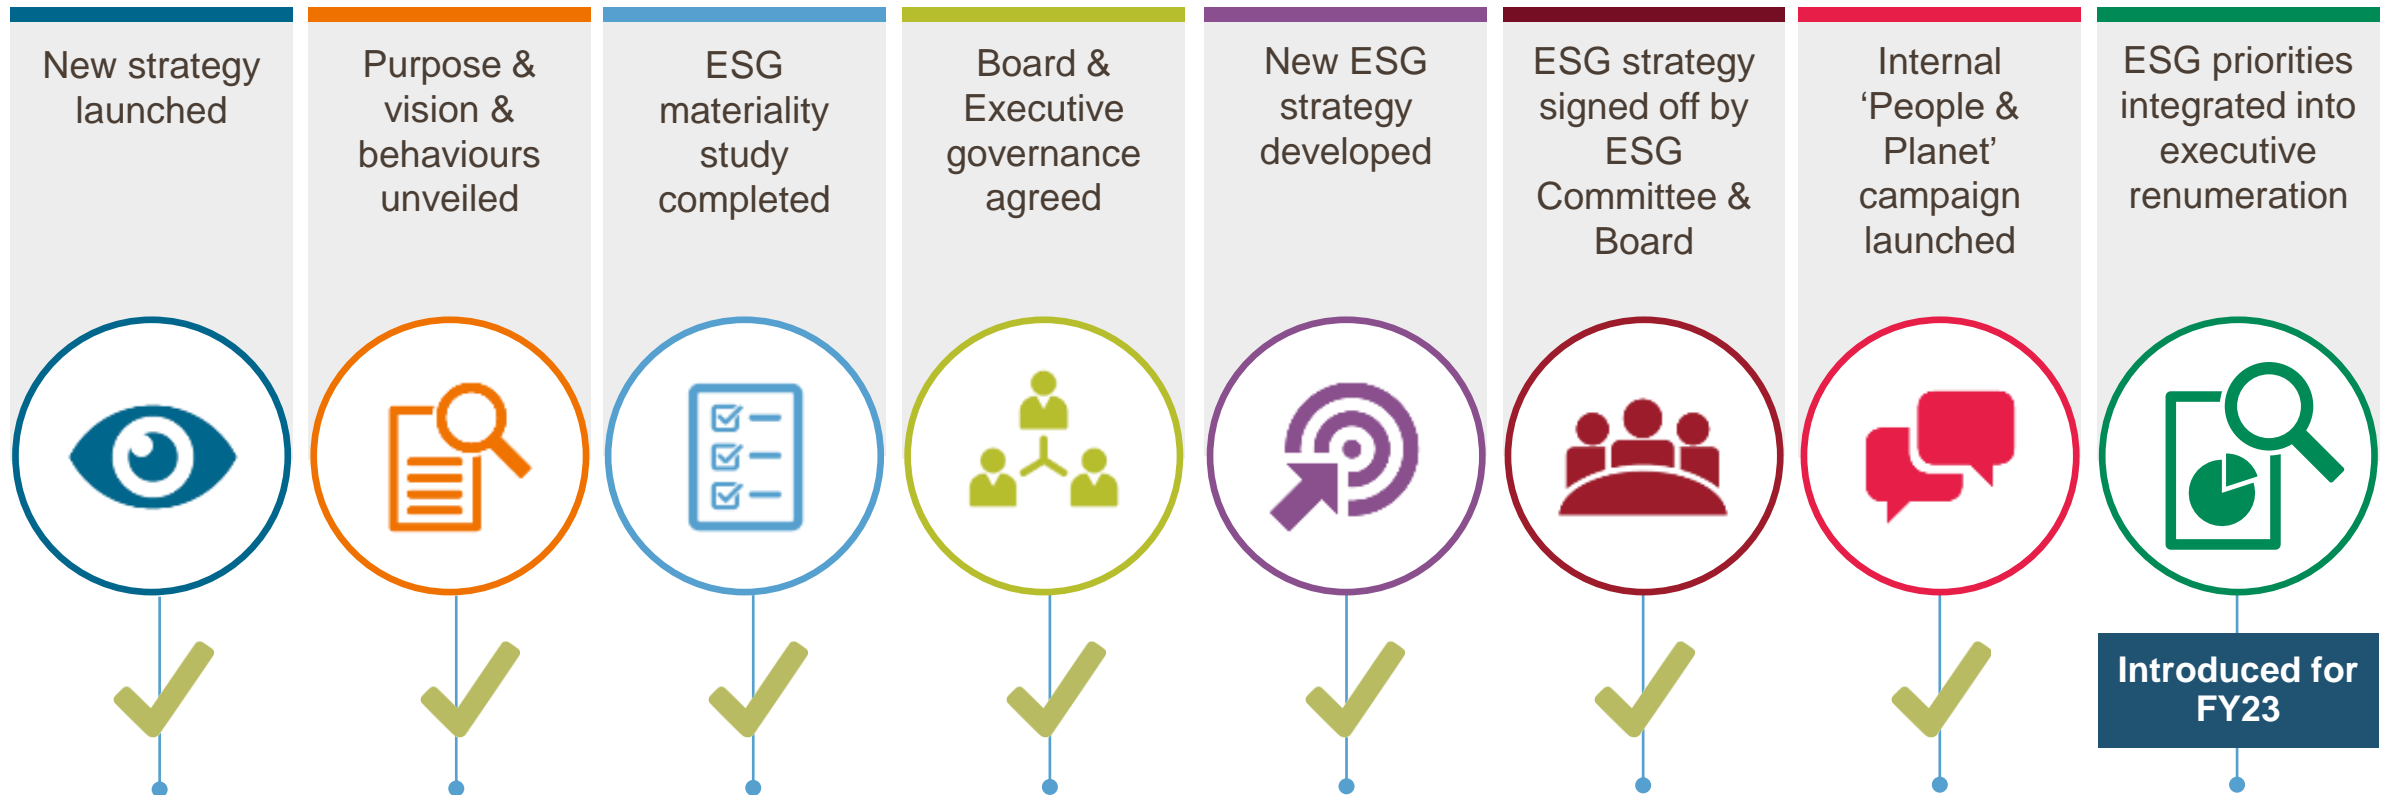 New strategy
launched
Purpose &
vision &
behaviours
unveiled
ESG
materiality
study
completed
Board &
Executive
governance
agreed
New ESG
strategy
developed
ESG strategy
signed off by
ESG
Committee &
Board
Internal
‘People &
Planet’
campaign
launched
ESG priorities
integrated into
executive
renumeration
Introduced for
FY23